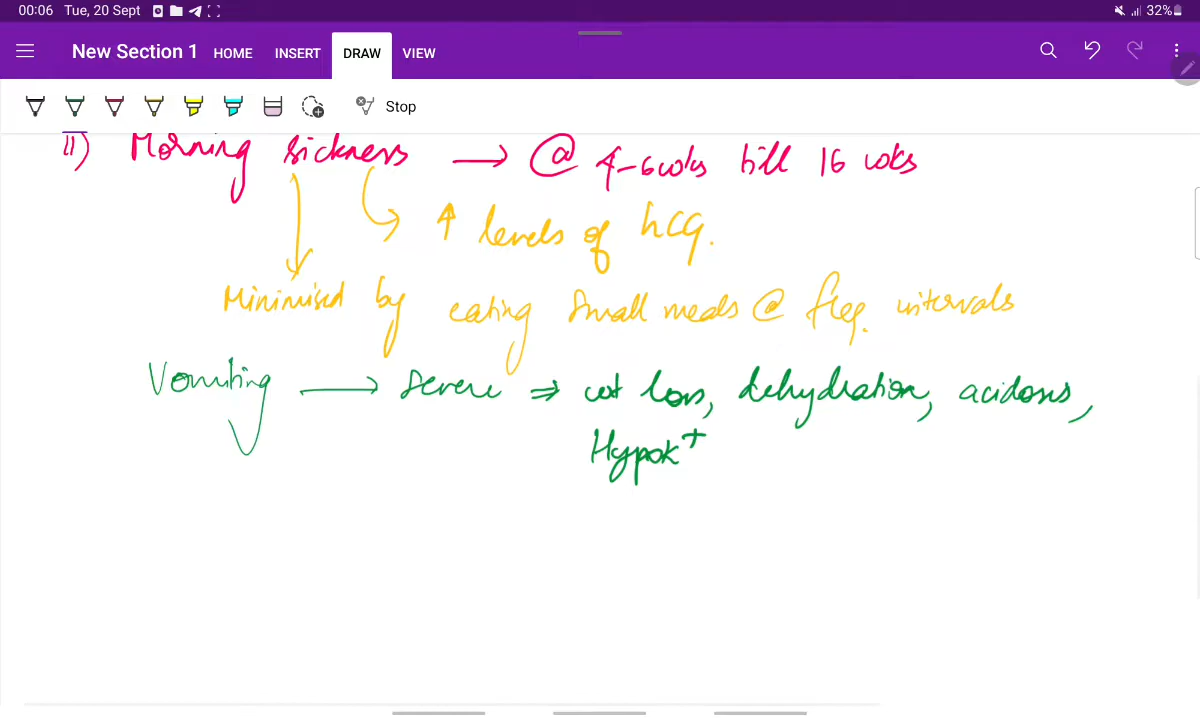 00:06 Tue, 20 Sept 32%
New Section 1 HOME INSERT DRAW VIEW
Stop
11) Morning sickness → @ 4-6wks till 16 wks
↑ levels of hCG.
Minimised by eating small meals @ freq. intervals
Vomiting → severe ⇒ wt loss, dehydration, acidosis,
HypoK+